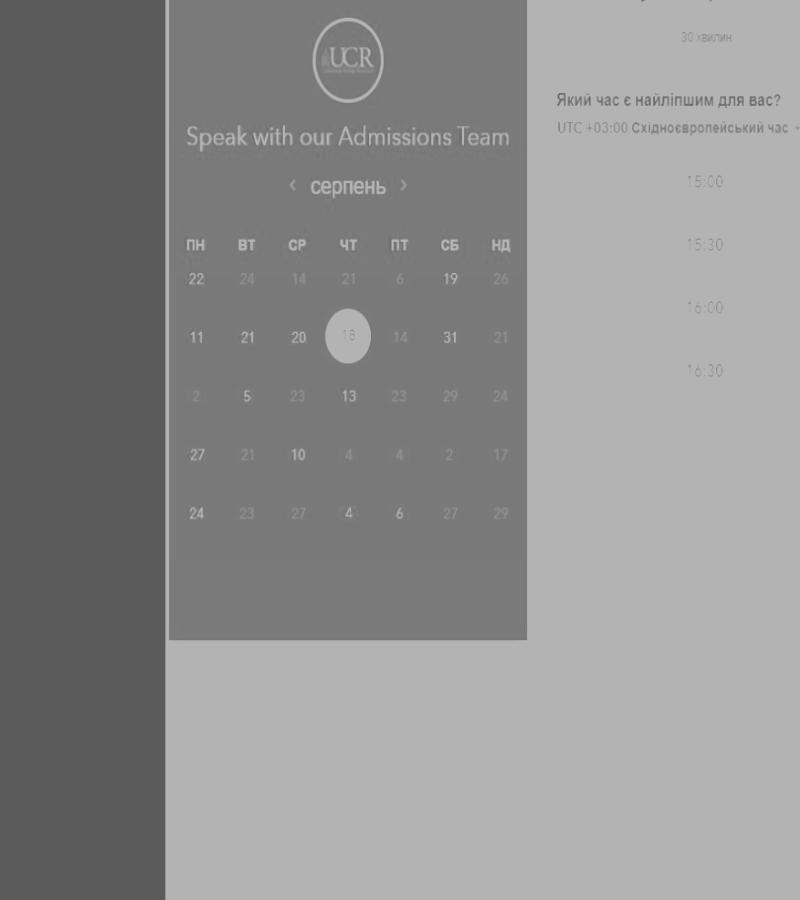 UCR
Speak with our Admissions Team
‹ серпень ›
ПН ВТ СР ЧТ ПТ СБ НД
22 24 14 21 6 19 26
11 21 20 18 14 31 21
2 5 23 13 23 29 24
27 21 10 4 4 2 17
24 23 27 4 6 27 29
30 хвилин
Який час є найліпшим для вас?
UTC +03:00 Східноєвропейський час
15:00
15:30
16:00
16:30